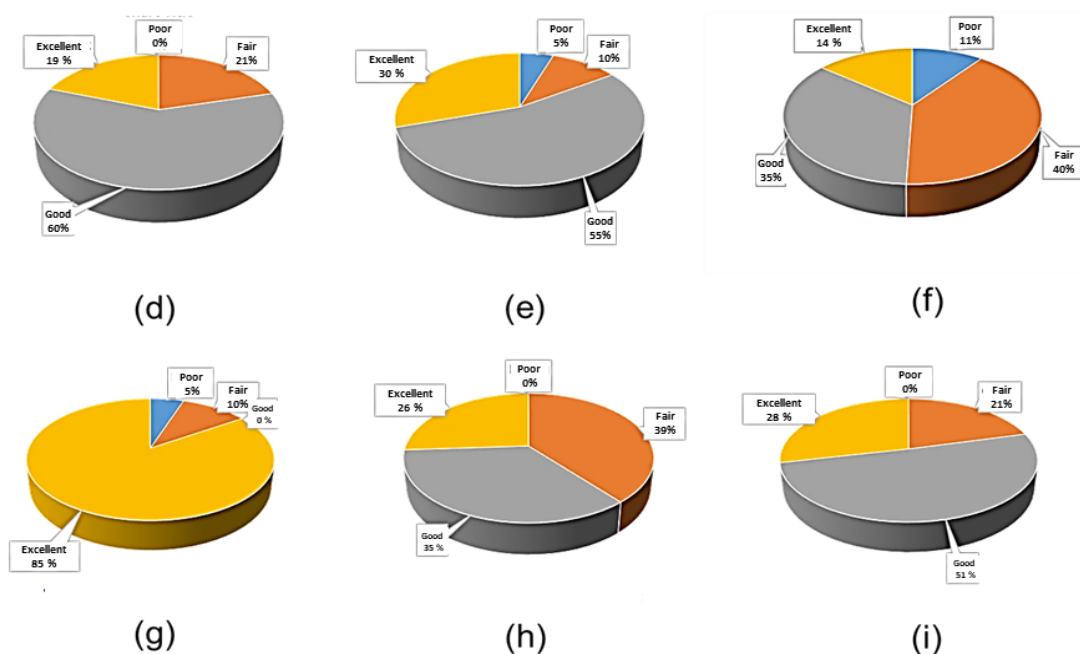 Poor
0%
Excellent
19 %
Fair
21%
Good
60%
(d)
Poor
5%
Excellent
30 %
Fair
10%
Good
55%
(e)
Excellent
14 %
Poor
11%
Good
35%
Fair
40%
(f)
Poor
5%
Fair
10%
Good
0 %
Excellent
85 %
(g)
Poor
0%
Excellent
26 %
Fair
39%
Good
35 %
(h)
Poor
0%
Excellent
28 %
Fair
21%
Good
51 %
(i)